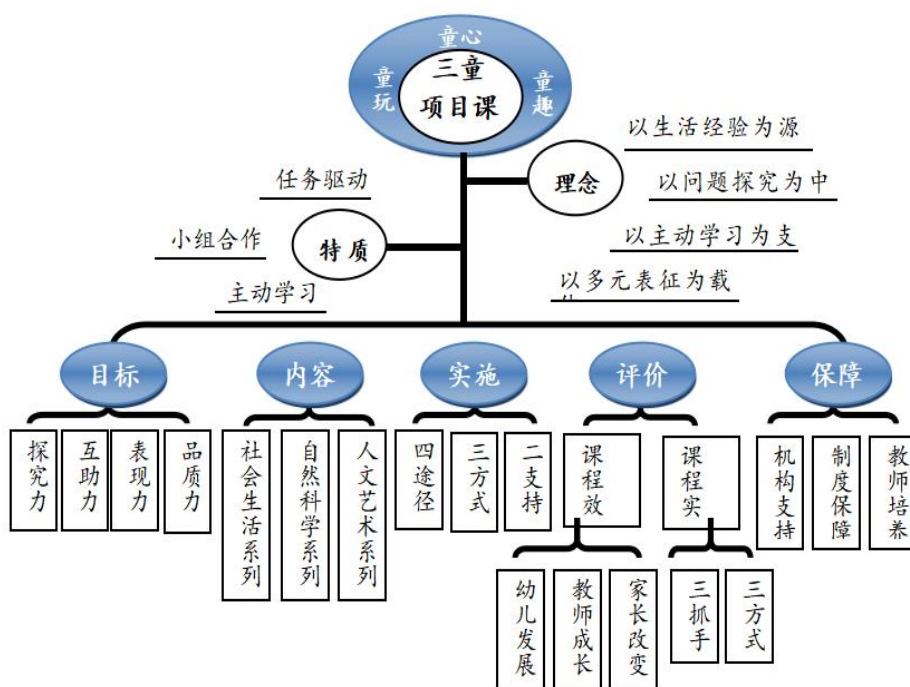 童心
童玩
童趣
三童
项目课
理念
以生活经验为源
以问题探究为中
以主动学习为支
以多元表征为载
特质
任务驱动
小组合作
主动学习
目标
内容
实施
评价
保障
探究力
互助力
表现力
品质力
社会生活系列
自然科学系列
人文艺术系列
四途径
三方式
二支持
课程效
课程实
机构支持
制度保障
教师培养
幼儿发展
教师成长
家长改变
三抓手
三方式